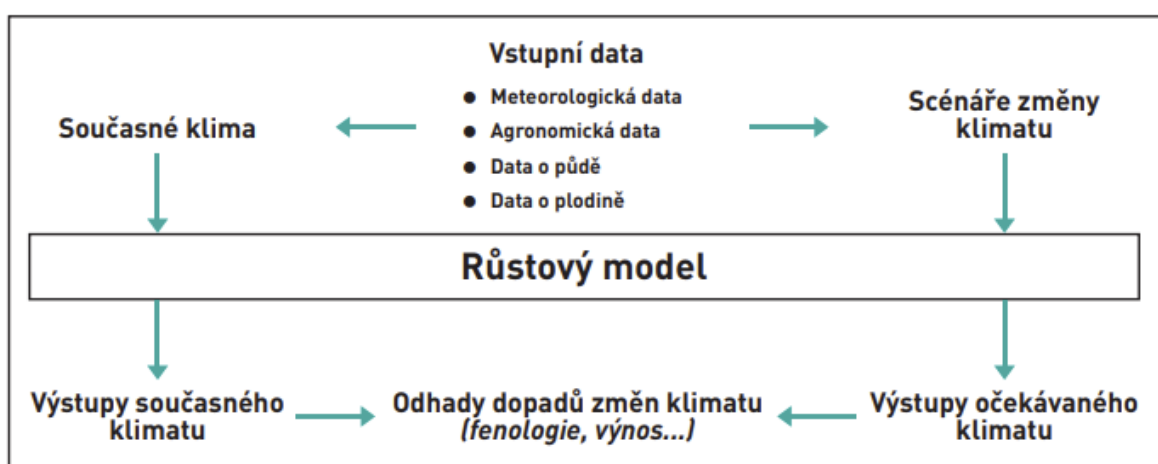 Vstupní data
● Meteorologická data
● Agronomická data
● Data o půdě
● Data o plodině
Současné klima
Scénáře změny
klimatu
Růstový model
Výstupy současného
klimatu
Odhady dopadů změn klimatu
(fenologie, výnos...)
Výstupy očekávaného
klimatu